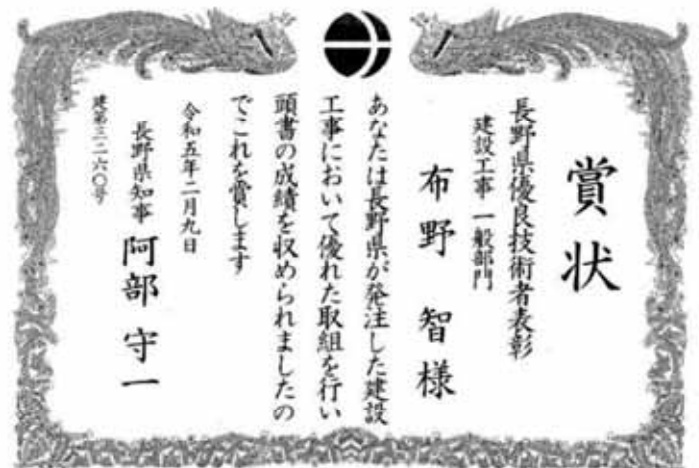 賞状
長野県優良技術者表彰
建設工事 一般部門
布野 智 様
あなたは長野県が発注した建設
工事において優れた取組を行い
頭書の成績を収められましたの
でこれを賞します
令和五年二月九日
長野県知事 阿部 守一
建第三二六〇号